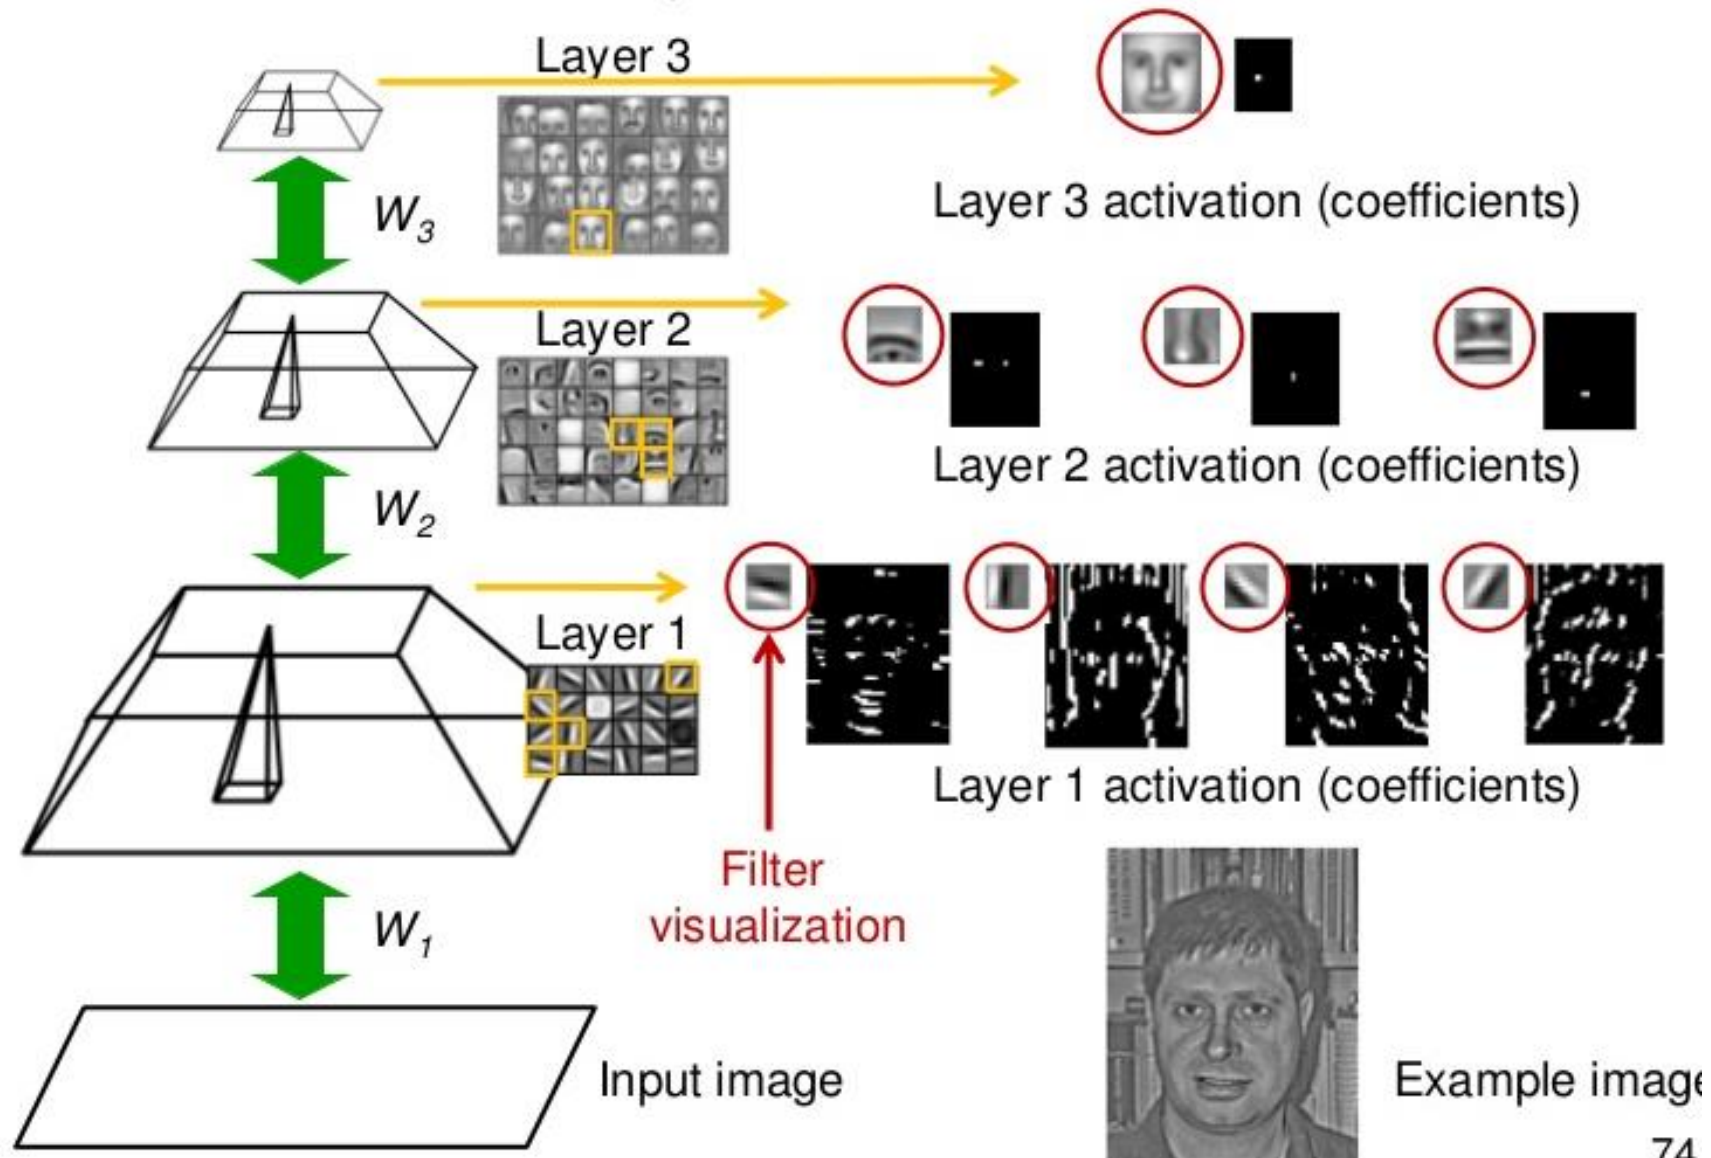 Layer 3
W3
Layer 3 activation (coefficients)
Layer 2
W2
Layer 2 activation (coefficients)
Layer 1
Layer 1 activation (coefficients)
Filter
visualization
W1
Input image
Example image
74